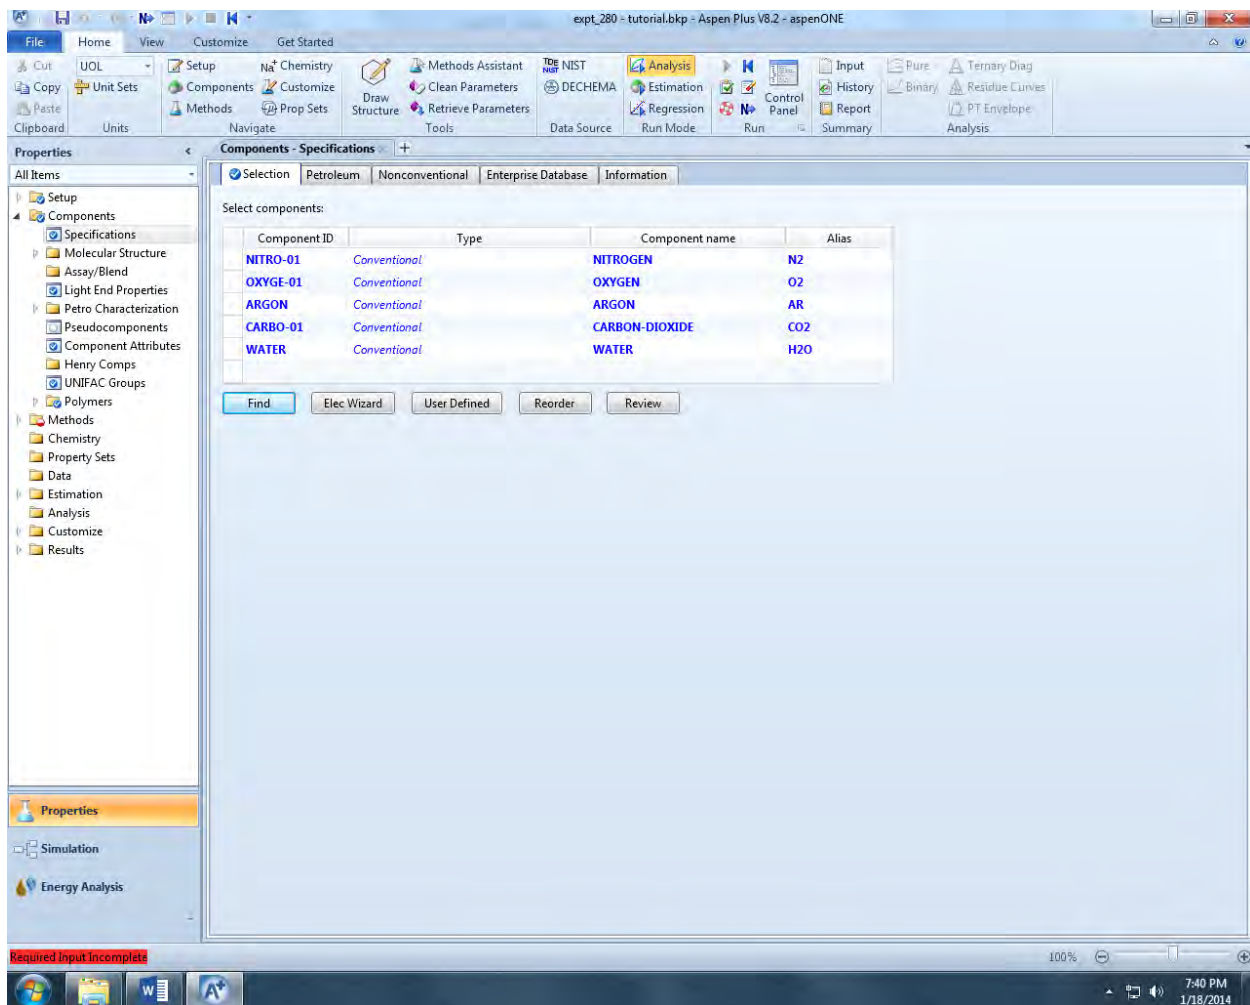 expt_280 - tutorial.bkp - Aspen Plus V8.2 - aspenONE
File Home View Customize Get Started
Cut UOL Setup Na+ Chemistry Methods Assistant NIST Analysis Input Pure Ternary Diag
Copy Unit Sets Components Customize Draw Structure Clean Parameters DECHEMA Estimation Control Panel History Binary Residue Curves
Paste Methods Prop Sets Retrieve Parameters Regression N Report PT Envelope
Clipboard Units Navigate Tools Data Source Run Mode Run Summary Analysis
Properties
All Items
Setup
Components
Specifications
Molecular Structure
Assay/Blend
Light End Properties
Petro Characterization
Pseudocomponents
Component Attributes
Henry Comps
UNIFAC Groups
Polymers
Methods
Chemistry
Property Sets
Data
Estimation
Analysis
Customize
Results
Properties
Simulation
Energy Analysis
Components - Specifications +
Selection Petroleum Nonconventional Enterprise Database Information
Select components:
Component ID Type Component name Alias
NITRO-01 Conventional NITROGEN N2
OXYGE-01 Conventional OXYGEN O2
ARGON Conventional ARGON AR
CARBO-01 Conventional CARBON-DIOXIDE CO2
WATER Conventional WATER H2O
Find Elec Wizard User Defined Reorder Review
Required Input Incomplete 100%
7:40 PM
1/18/2014